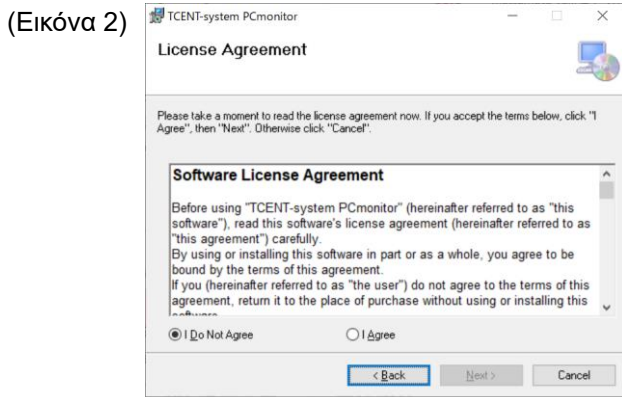 (Εικόνα 2)
TCENT-system PCmonitor
License Agreement
Please take a moment to read the license agreement now. If you accept the terms below, click "I
Agree", then "Next". Otherwise click "Cancel".
Software License Agreement
Before using "TCENT-system PCmonitor" (hereinafter referred to as "this
software"), read this software's license agreement (hereinafter referred to as
"this agreement") carefully.
By using or installing this software in part or as a whole, you agree to be
bound by the terms of this agreement.
If you (hereinafter referred to as "the user") do not agree to the terms of this
agreement, return it to the place of purchase without using or installing this
software
I Do Not Agree
I Agree
< Back
Next >
Cancel